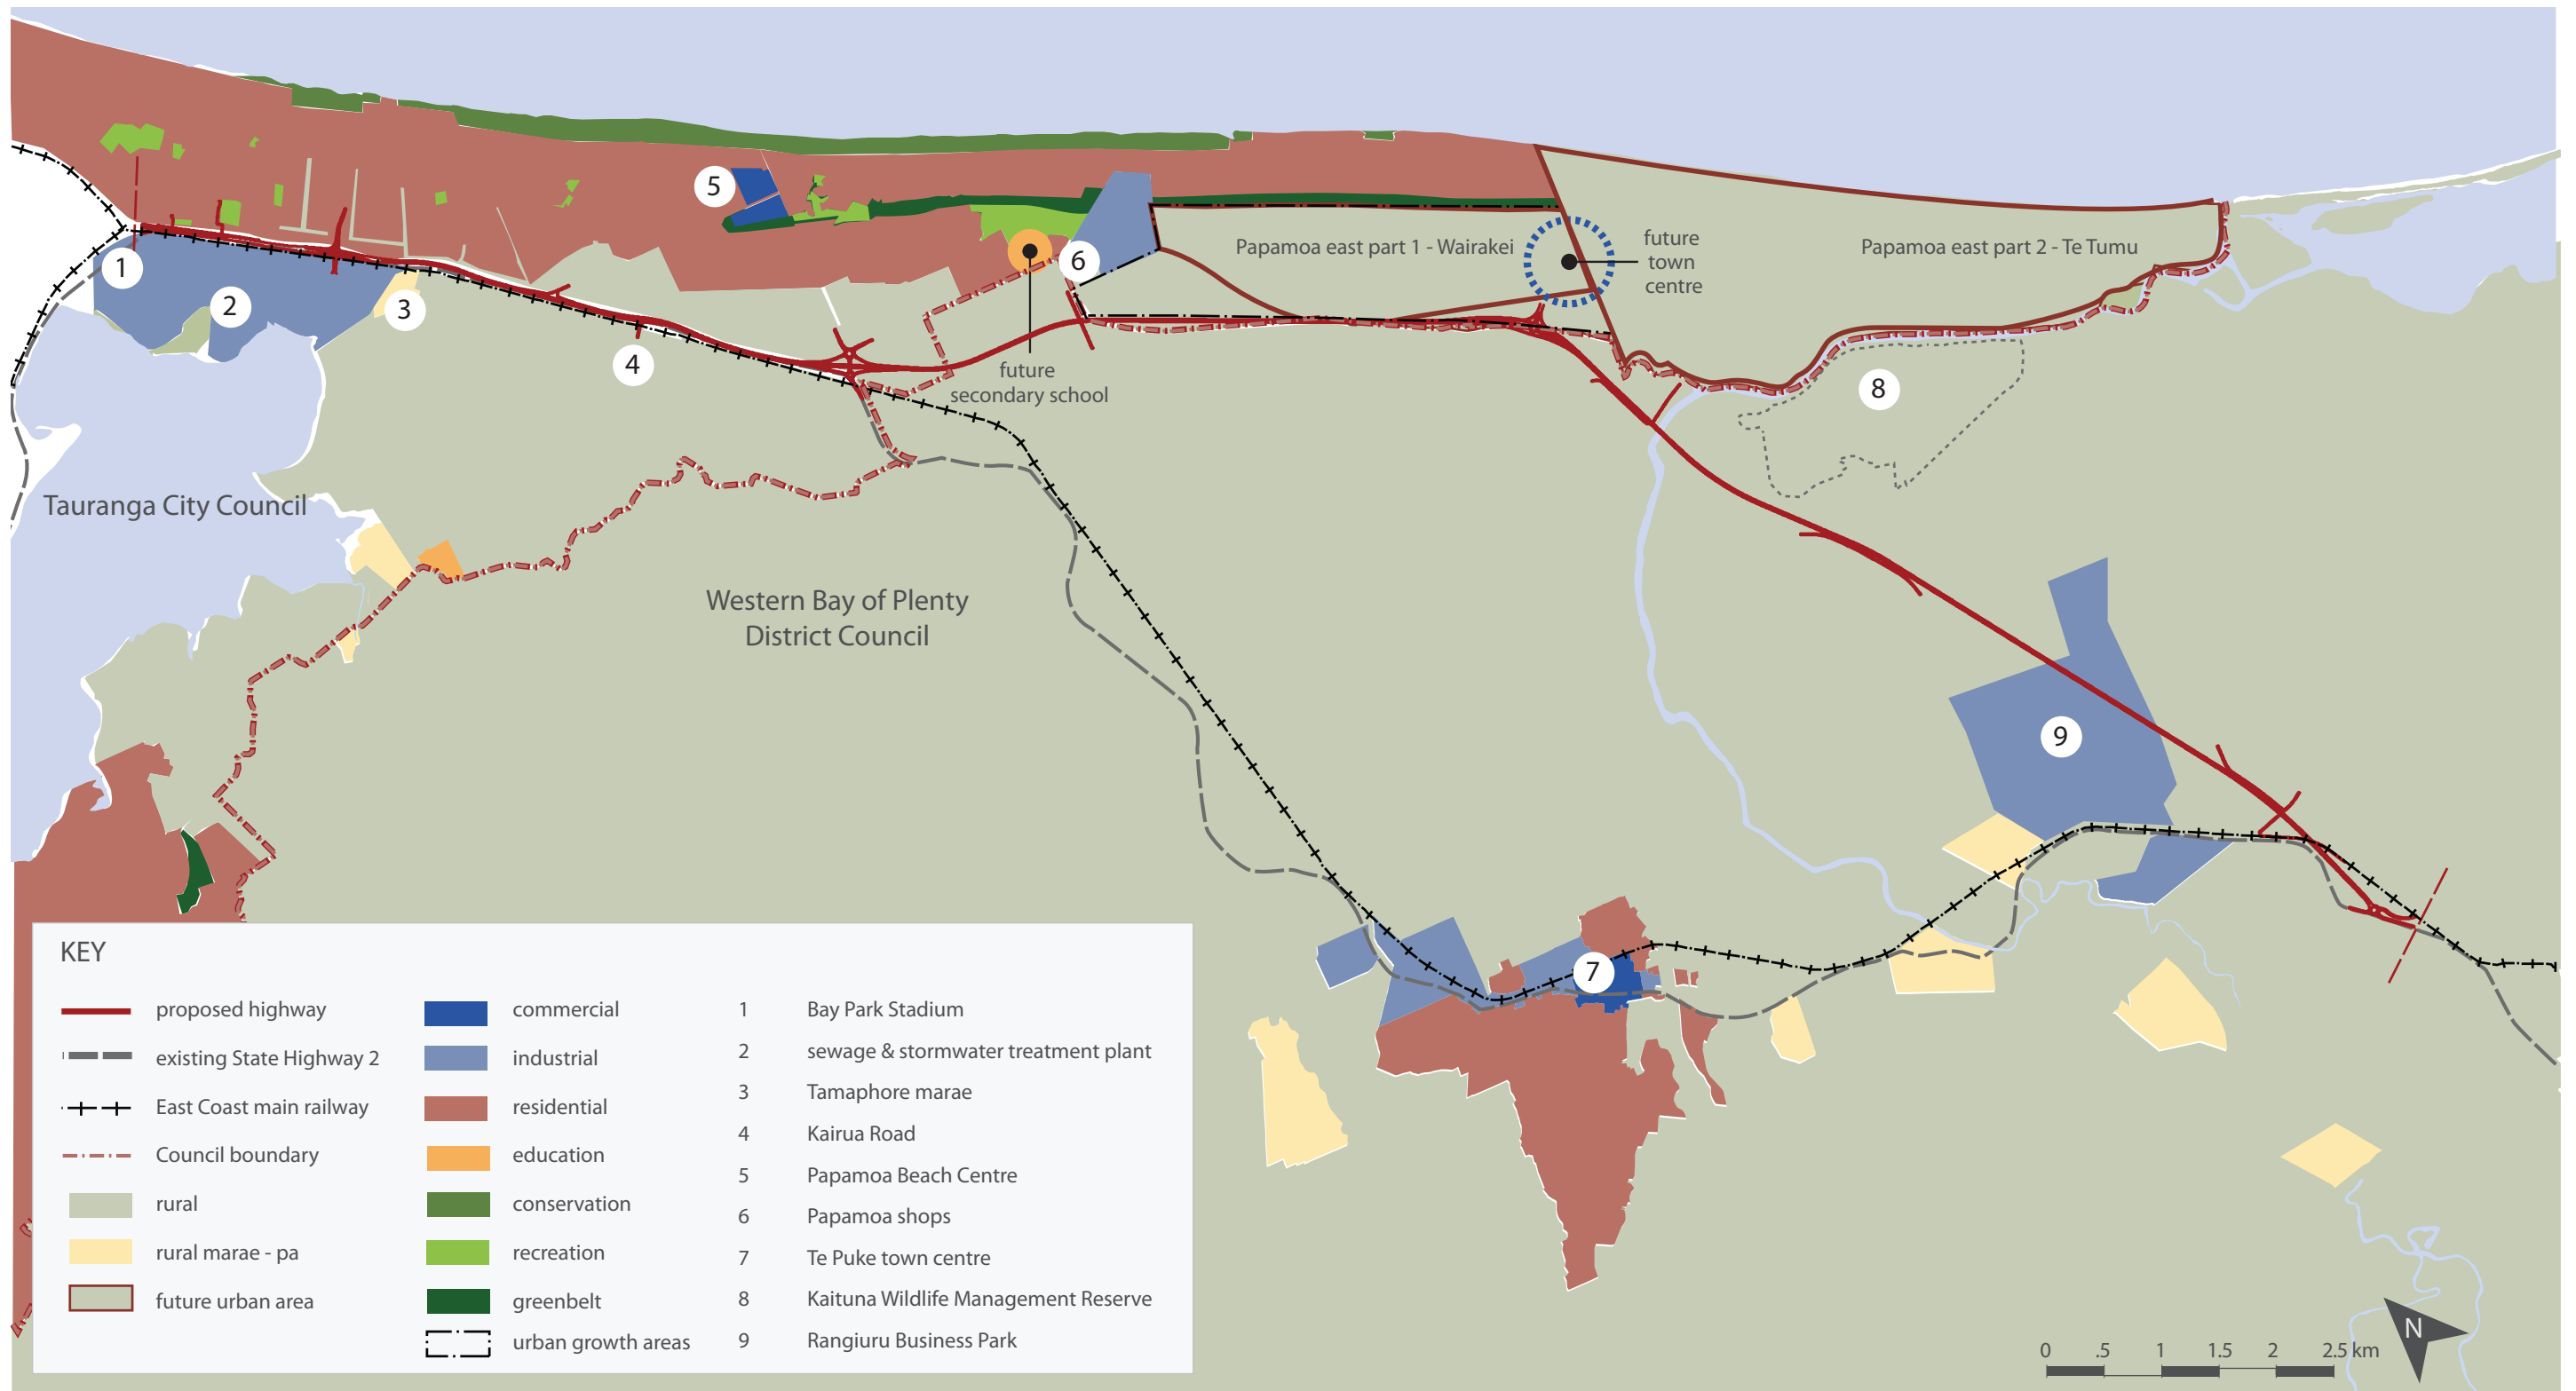 5
Papamoa east part 1 - Wairakei
future
town
centre
Papamoa east part 2 - Te Tumu
1
6
2
3
4
future
secondary school
8
Tauranga City Council
Western Bay of Plenty
District Council
9
7
KEY
proposed highway
existing State Highway 2
East Coast main railway
Council boundary
rural
rural marae - pa
future urban area
commercial
industrial
residential
education
conservation
recreation
greenbelt
urban growth areas
1 Bay Park Stadium
2 sewage & stormwater treatment plant
3 Tamaphore marae
4 Kairua Road
5 Papamoa Beach Centre
6 Papamoa shops
7 Te Puke town centre
8 Kaituna Wildlife Management Reserve
9 Rangiuru Business Park
N
0 .5 1 1.5 2 2.5 km